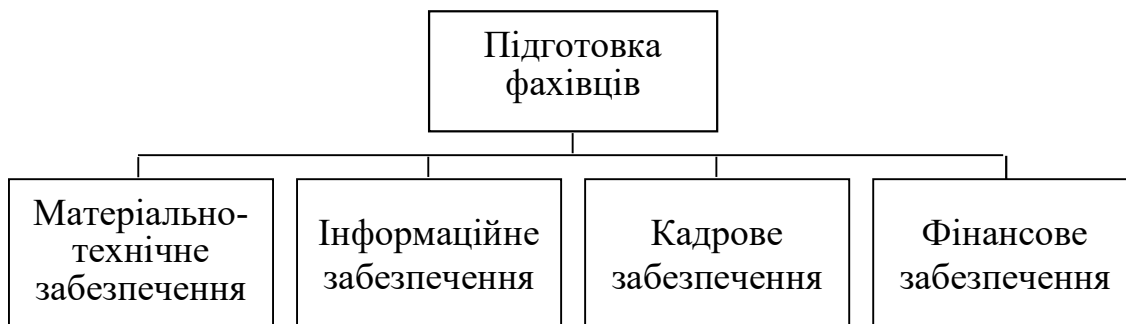 Підготовка
фахівців
Матеріально-
технічне
забезпечення
Інформаційне
забезпечення
Кадрове
забезпечення
Фінансове
забезпечення